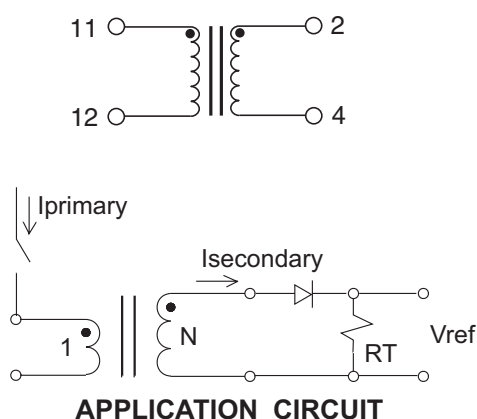 11
2
12
4
Iprimary
Isecondary
1
N
RT
Vref
APPLICATION CIRCUIT